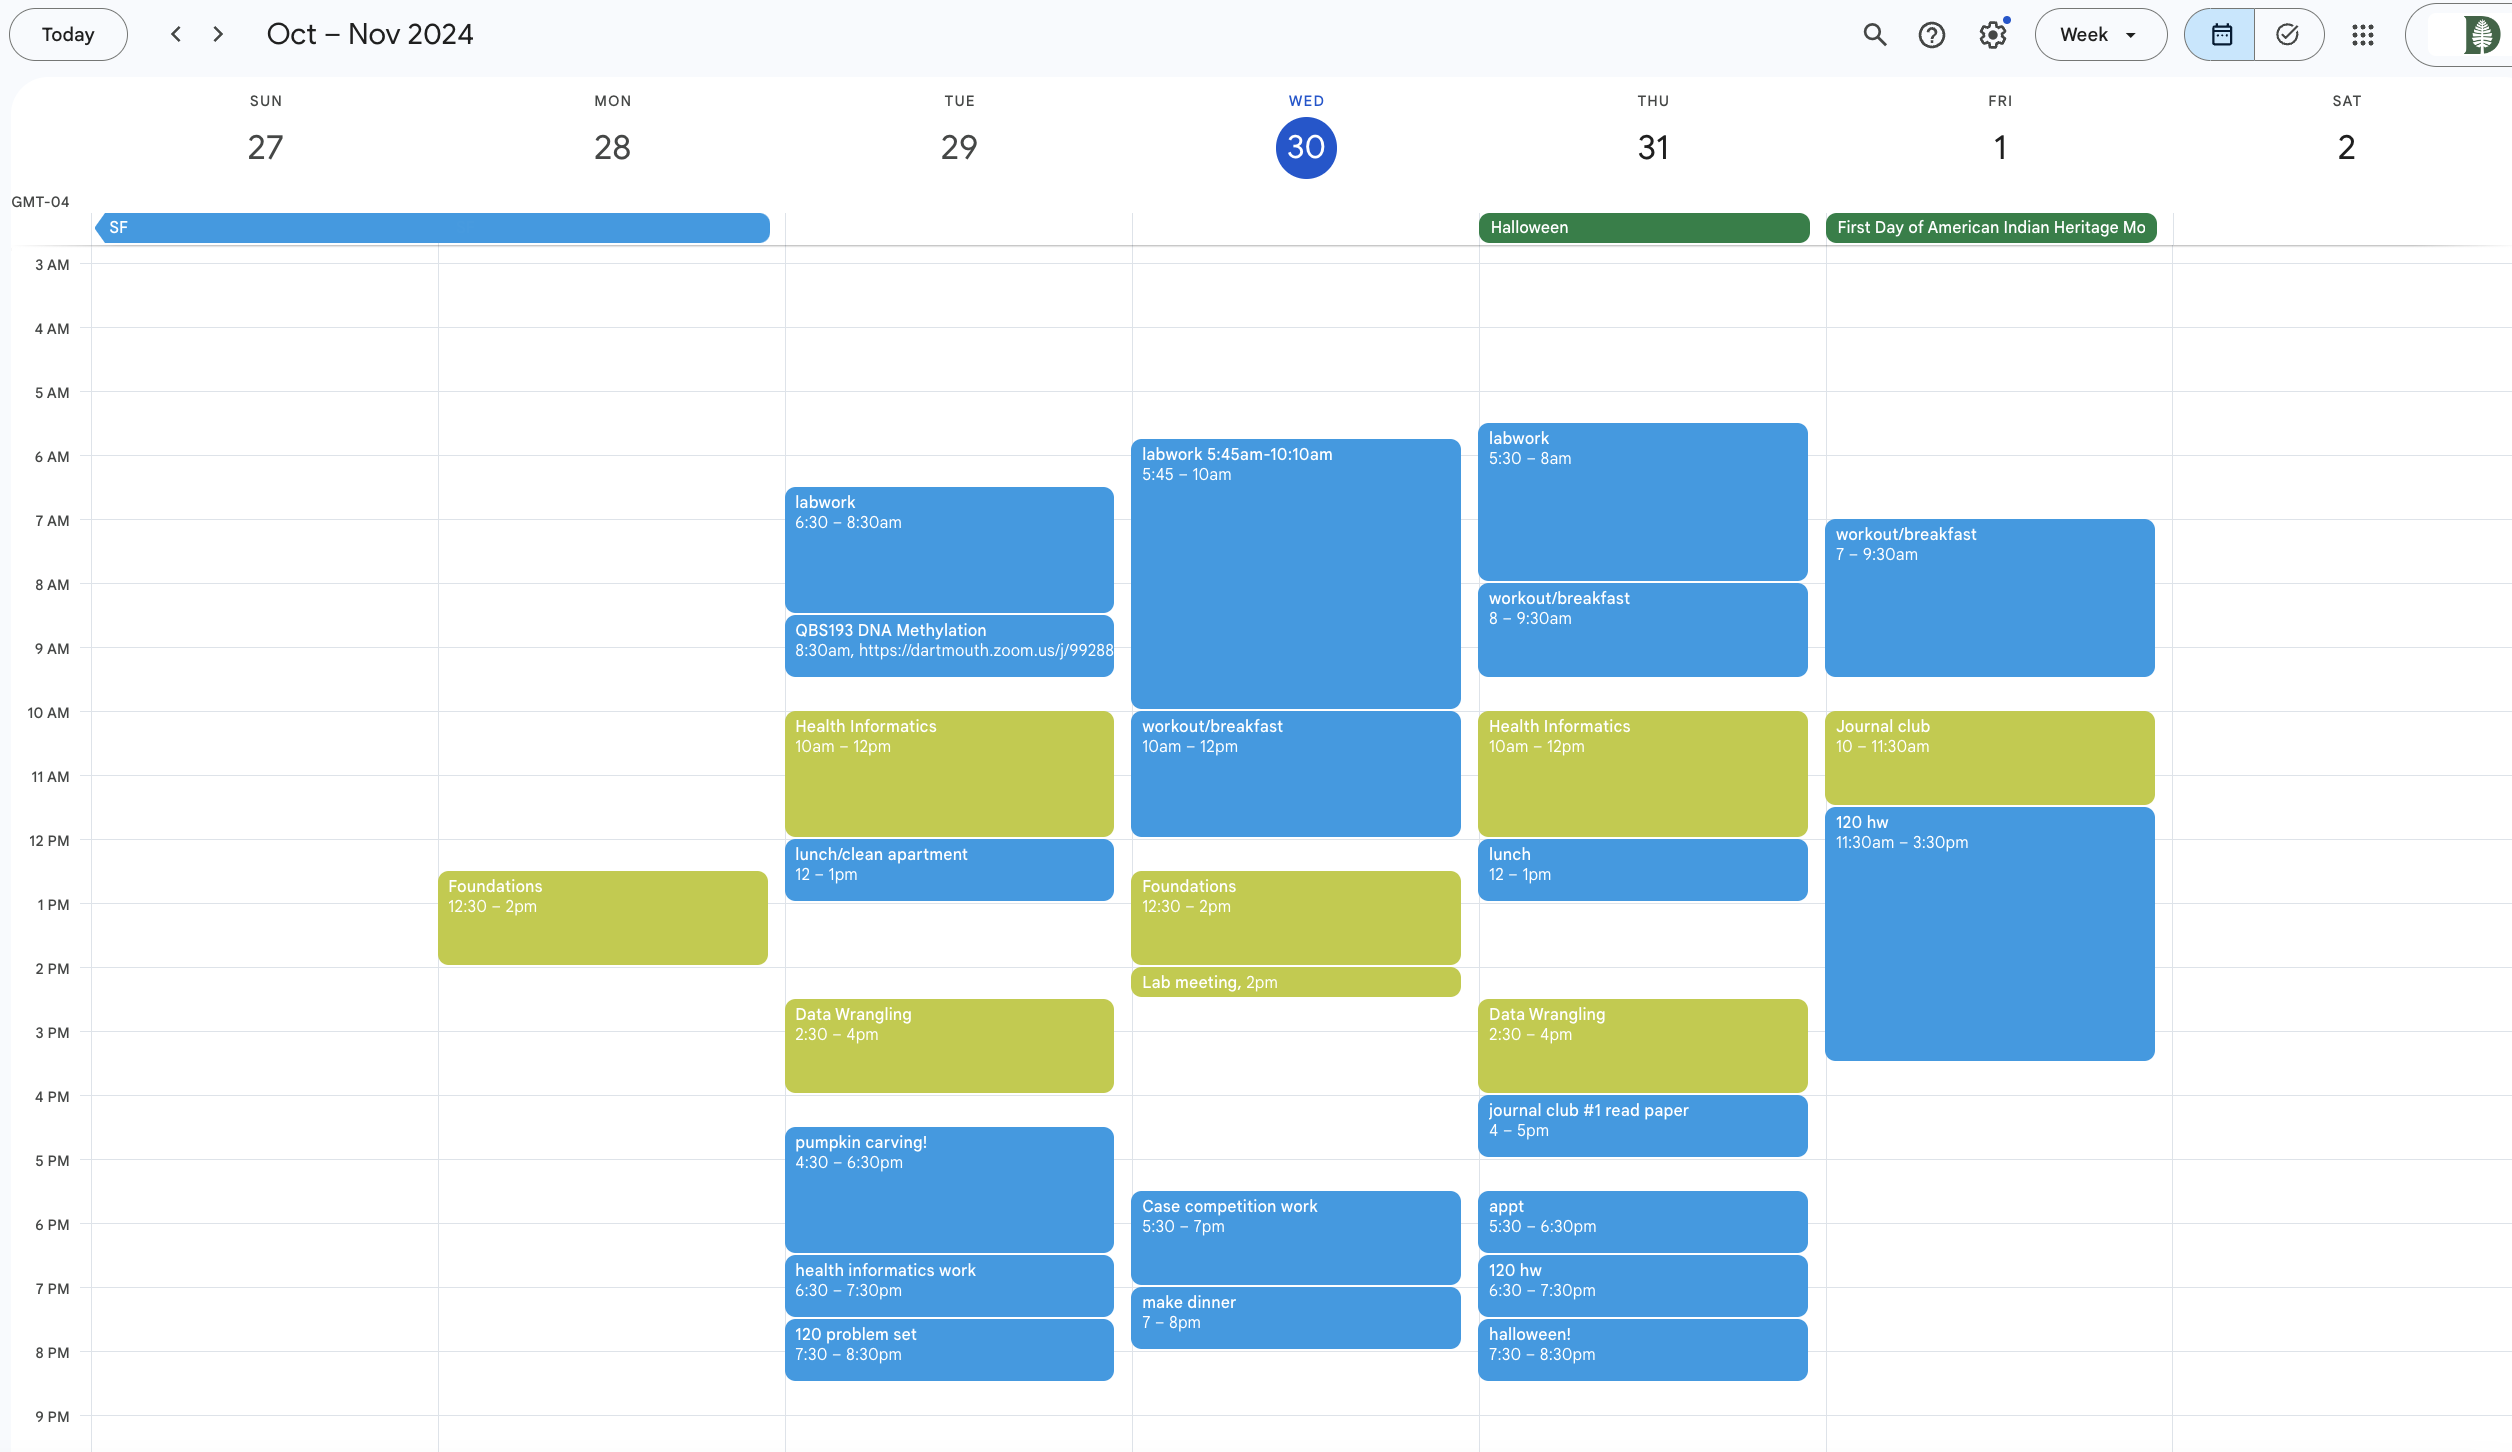 Today
Oct – Nov 2024
Week
SUN
27
MON
28
TUE
29
WED
30
THU
31
FRI
1
SAT
2
GMT-04
SF
Halloween
First Day of American Indian Heritage Mo
3 AM
4 AM
5 AM
6 AM
7 AM
8 AM
9 AM
10 AM
11 AM
12 PM
1 PM
2 PM
3 PM
4 PM
5 PM
6 PM
7 PM
8 PM
9 PM
Foundations
12:30 – 2pm
labwork
6:30 – 8:30am
QBS193 DNA Methylation
8:30am, https://dartmouth.zoom.us/j/99288
Health Informatics
10am – 12pm
lunch/clean apartment
12 – 1pm
Data Wrangling
2:30 – 4pm
pumpkin carving!
4:30 – 6:30pm
health informatics work
6:30 – 7:30pm
120 problem set
7:30 – 8:30pm
labwork 5:45am-10:10am
5:45 – 10am
workout/breakfast
10am – 12pm
Foundations
12:30 – 2pm
Lab meeting, 2pm
Case competition work
5:30 – 7pm
make dinner
7 – 8pm
labwork
5:30 – 8am
workout/breakfast
8 – 9:30am
Health Informatics
10am – 12pm
lunch
12 – 1pm
Data Wrangling
2:30 – 4pm
journal club #1 read paper
4 – 5pm
appt
5:30 – 6:30pm
120 hw
6:30 – 7:30pm
halloween!
7:30 – 8:30pm
workout/breakfast
7 – 9:30am
Journal club
10 – 11:30am
120 hw
11:30am – 3:30pm